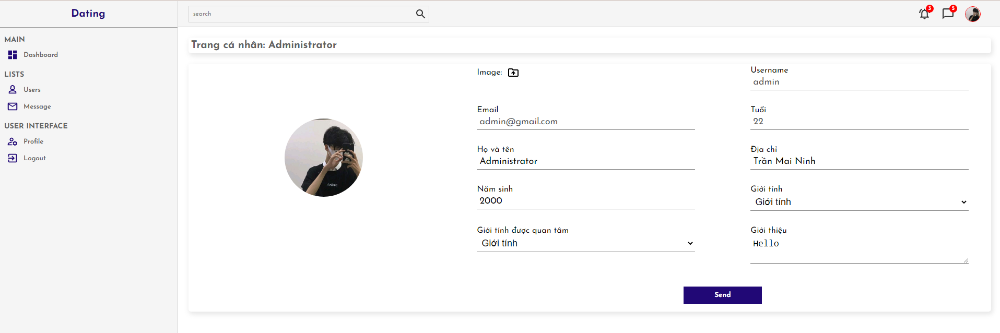 Dating
search
3
5
MAIN
Dashboard
LISTS
Users
Message
USER INTERFACE
Profile
Logout
Trang cá nhân: Administrator
Image:
Username
admin
Email
admin@gmail.com
Tuổi
22
Họ và tên
Administrator
Địa chỉ
Trần Mai Ninh
Năm sinh
2000
Giới tính
Giới tính
Giới tính được quan tâm
Giới tính
Giới thiệu
Hello
Send